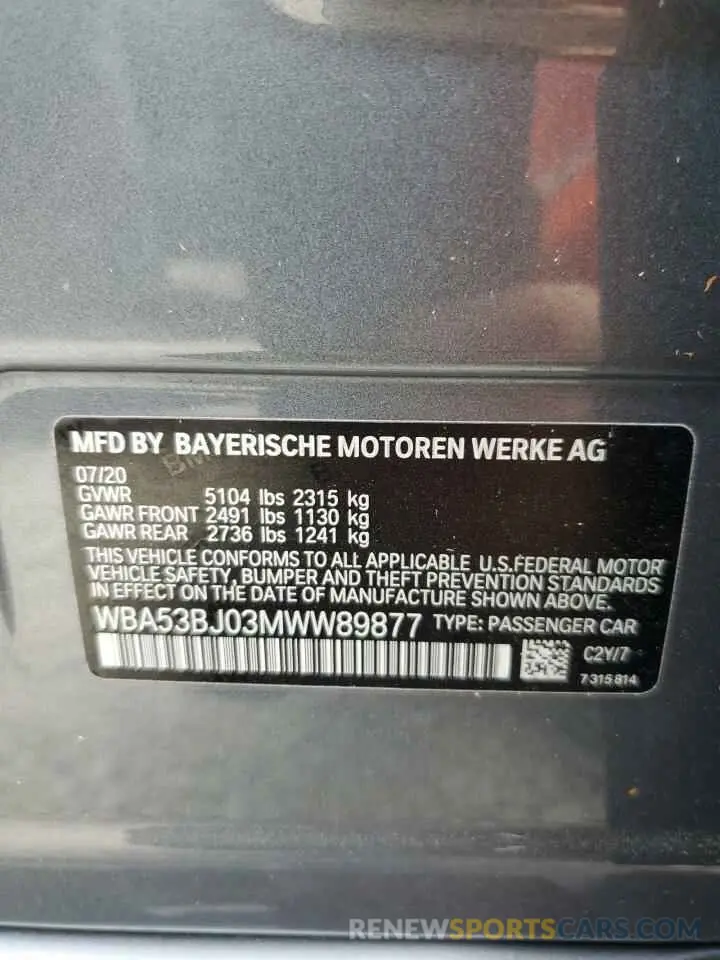 MFD BY BAYERISCHE MOTOREN WERKE AG
07/20
GVWR 5104 lbs 2315 kg
GAWR FRONT 2491 lbs 1130 kg
GAWR REAR 2736 lbs 1241 kg
THIS VEHICLE CONFORMS TO ALL APPLICABLE U.S.FEDERAL MOTOR
VEHICLE SAFETY, BUMPER AND THEFT PREVENTION STANDARDS
IN EFFECT ON THE DATE OF MANUFACTURE SHOWN ABOVE.
WBA53BJ03MWW89877 TYPE: PASSENGER CAR
C2Y/7
7315814
RENEWSPORTSCARS.COM